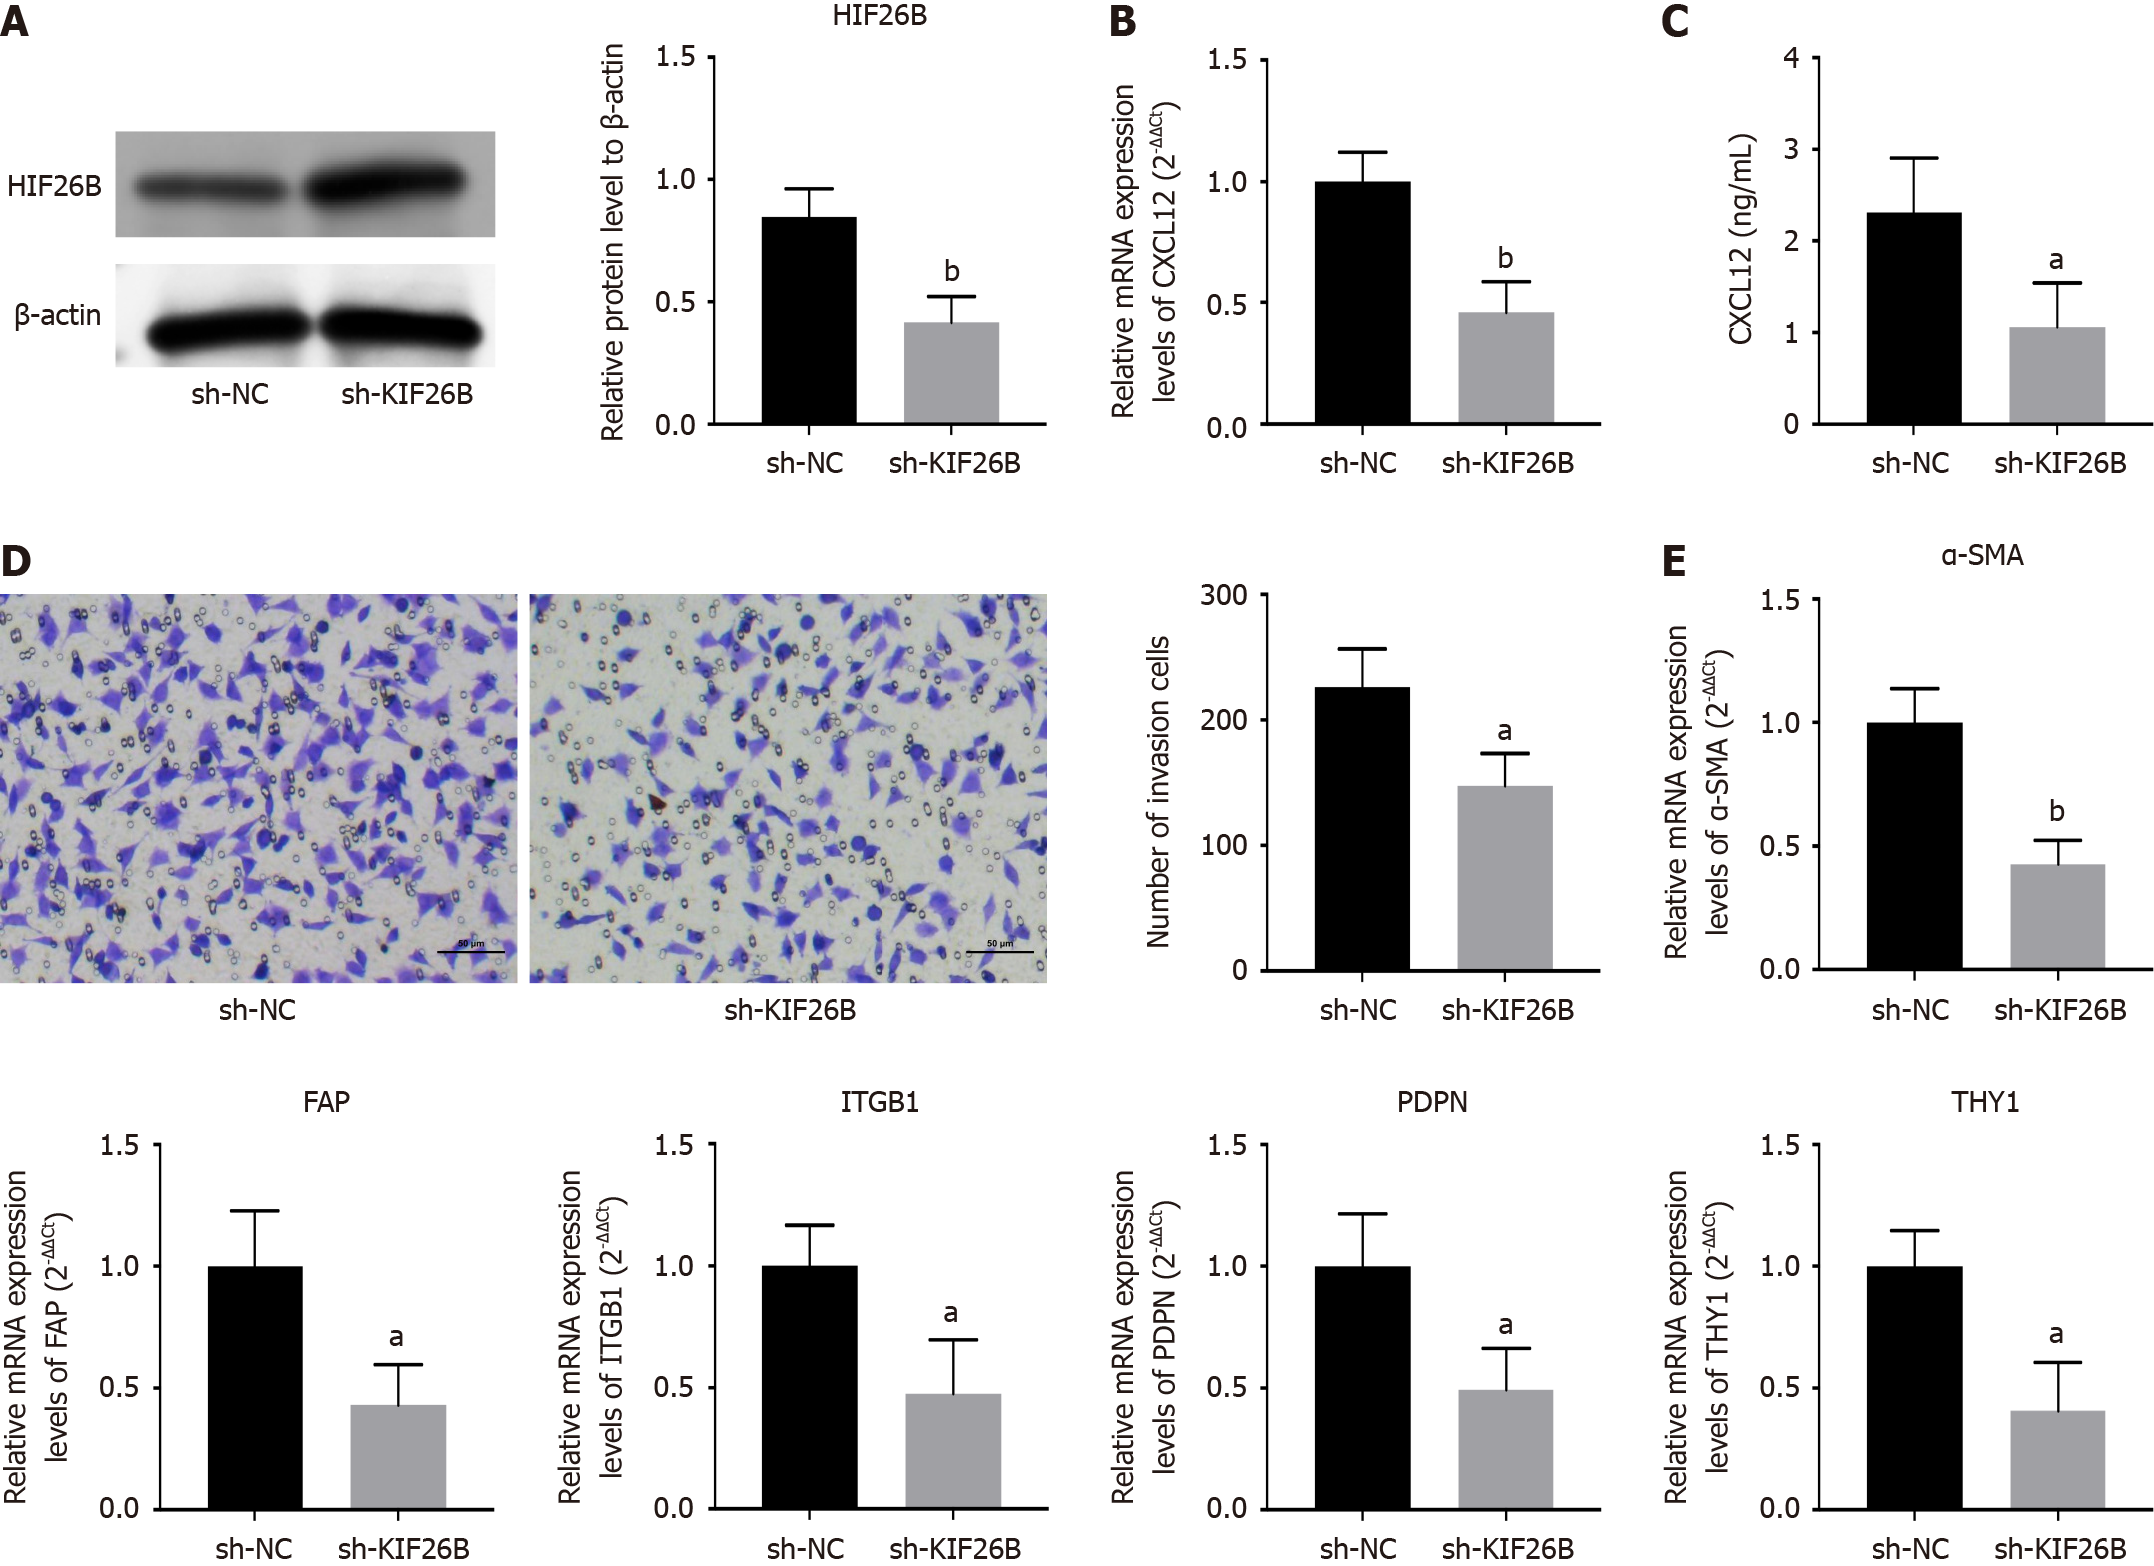 A
HIF26B
β-actin
sh-NC sh-KIF26B
HIF26B
Relative protein level to β-actin
1.5
1.0
0.5
0.0
b
sh-NC sh-KIF26B
B
Relative mRNA expression
levels of CXCL12 (2-ΔΔCt)
1.5
1.0
0.5
0.0
b
sh-NC sh-KIF26B
C
CXCL12 (ng/mL)
4
3
2
1
0
a
sh-NC sh-KIF26B
D
50 μm
50 μm
sh-NC
sh-KIF26B
Number of invasion cells
300
200
100
0
a
sh-NC sh-KIF26B
E
α-SMA
Relative mRNA expression
levels of α-SMA (2-ΔΔCt)
1.5
1.0
0.5
0.0
b
sh-NC sh-KIF26B
FAP
Relative mRNA expression
levels of FAP (2-ΔΔCt)
1.5
1.0
0.5
0.0
a
sh-NC sh-KIF26B
ITGB1
Relative mRNA expression
levels of ITGB1 (2-ΔΔCt)
1.5
1.0
0.5
0.0
a
sh-NC sh-KIF26B
PDPN
Relative mRNA expression
levels of PDPN (2-ΔΔCt)
1.5
1.0
0.5
0.0
a
sh-NC sh-KIF26B
THY1
Relative mRNA expression
levels of THY1 (2-ΔΔCt)
1.5
1.0
0.5
0.0
a
sh-NC sh-KIF26B